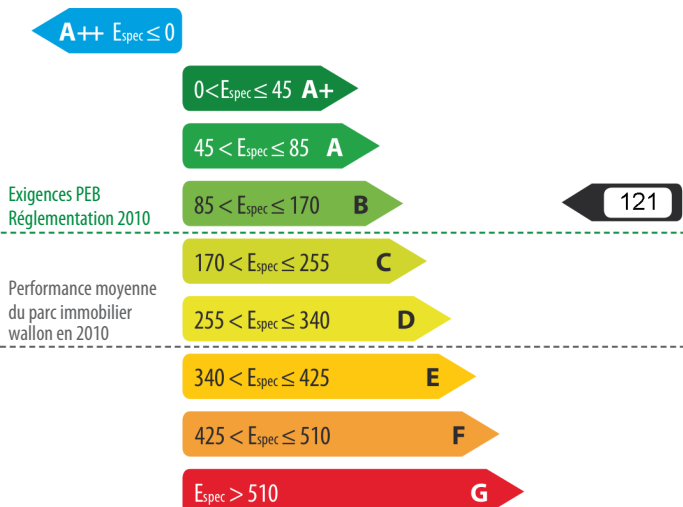 A++ Espec ≤ 0
0 < Espec ≤ 45 A+
45 < Espec ≤ 85 A
Exigences PEB
Réglementation 2010
85 < Espec ≤ 170 B
121
170 < Espec ≤ 255 C
Performance moyenne
du parc immobilier
wallon en 2010
255 < Espec ≤ 340 D
340 < Espec ≤ 425 E
425 < Espec ≤ 510 F
Espec > 510 G